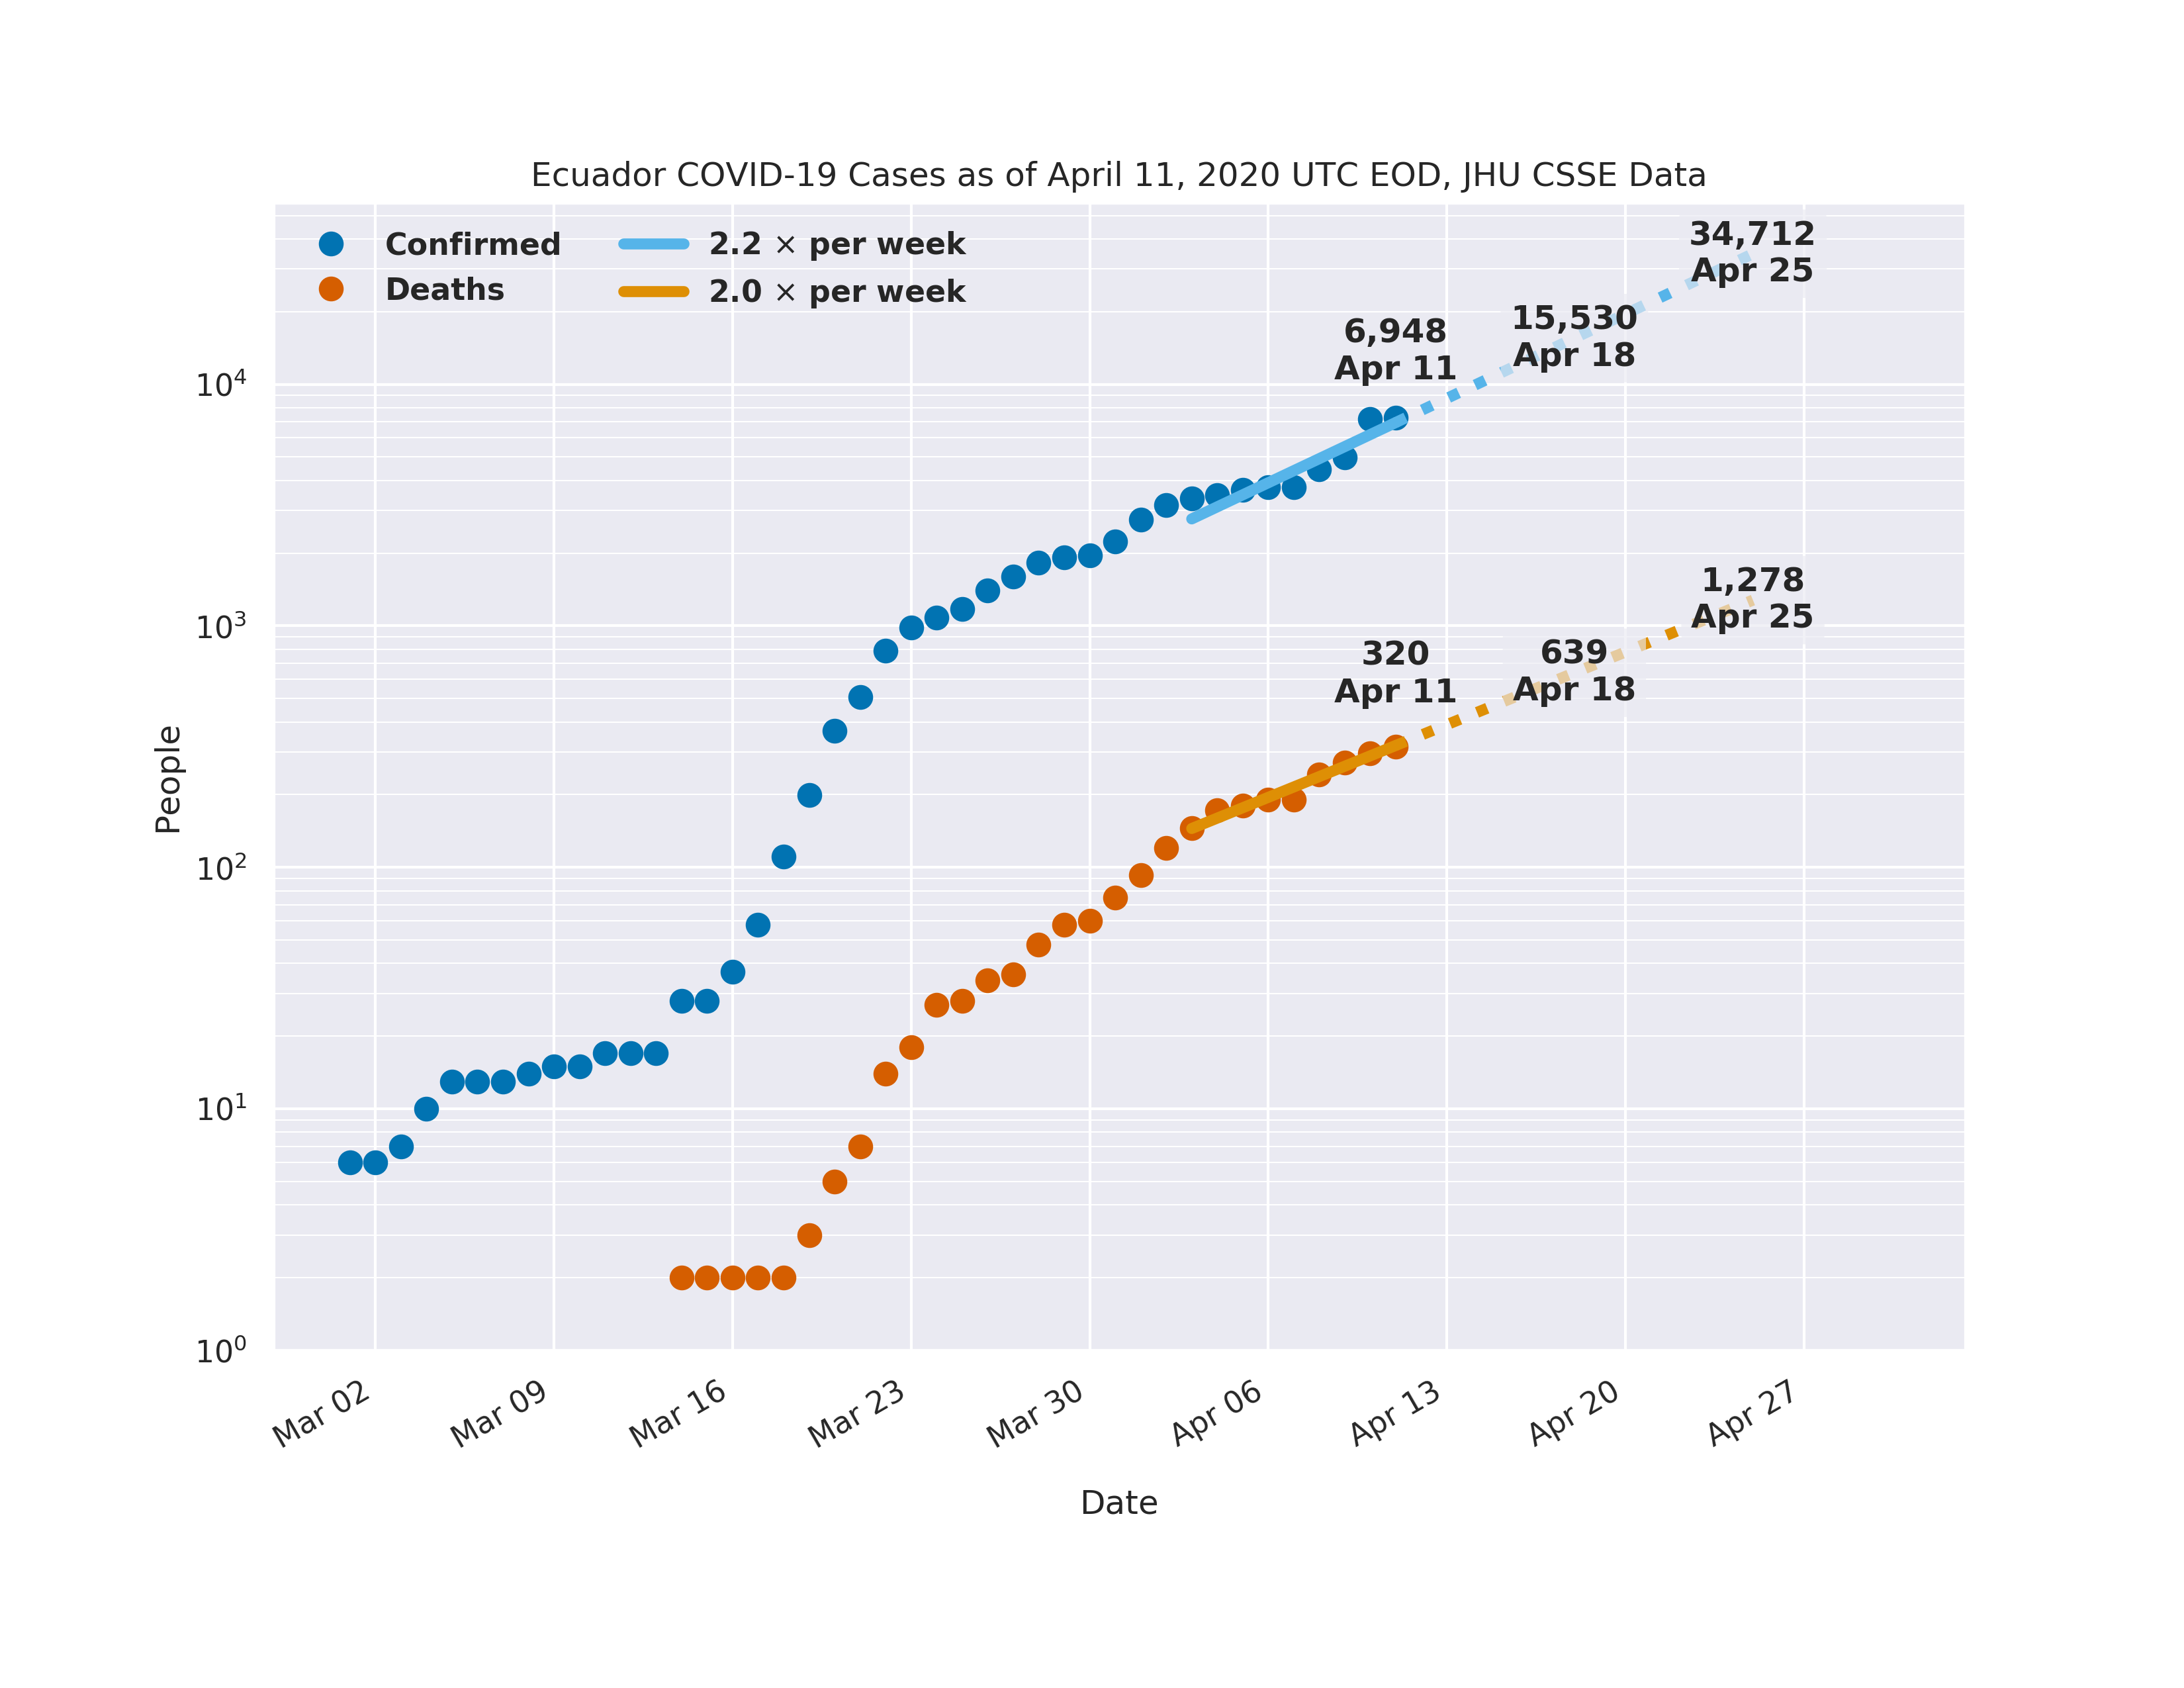 Ecuador COVID-19 Cases as of April 11, 2020 UTC EOD, JHU CSSE Data
Confirmed
Deaths
2.2 × per week
2.0 × per week
34,712
Apr 25
15,530
Apr 18
6,948
Apr 11
1,278
Apr 25
639
Apr 18
320
Apr 11
People
10⁴
10³
10²
10¹
10⁰
Mar 02
Mar 09
Mar 16
Mar 23
Mar 30
Apr 06
Apr 13
Apr 20
Apr 27
Date